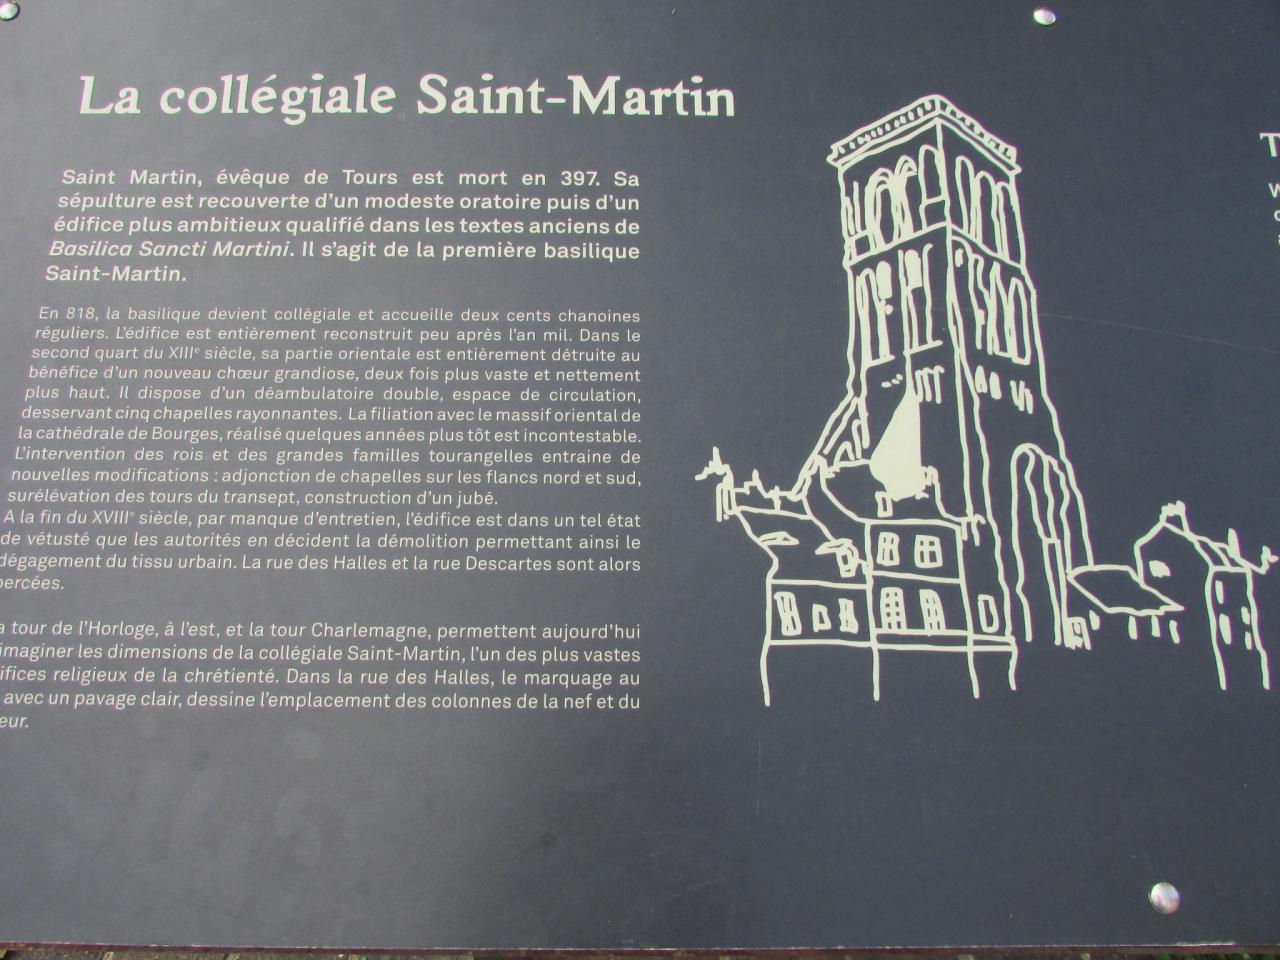 La collégiale Saint-Martin
Saint Martin, évêque de Tours est mort en 397. Sa
sépulture est recouverte d'un modeste oratoire puis d'un
édifice plus ambitieux qualifié dans les textes anciens de
Basilica Sancti Martini. Il s'agit de la première basilique
Saint-Martin.
En 818, la basilique devient collégiale et accueille deux cents chanoines
réguliers. L'édifice est entièrement reconstruit peu après l'an mil. Dans le
second quart du XIIIe siècle, sa partie orientale est entièrement détruite au
bénéfice d'un nouveau chœur grandiose, deux fois plus vaste et nettement
plus haut. Il dispose d'un déambulatoire double, espace de circulation,
desservant cinq chapelles rayonnantes. La filiation avec le massif oriental de
la cathédrale de Bourges, réalisé quelques années plus tôt est incontestable.
L'intervention des rois et des grandes familles tourangelles entraine de
nouvelles modifications : adjonction de chapelles sur les flancs nord et sud,
surélévation des tours du transept, construction d'un jubé.
A la fin du XVIIIe siècle, par manque d'entretien, l'édifice est dans un tel état
de vétusté que les autorités en décident la démolition permettant ainsi le
dégagement du tissu urbain. La rue des Halles et la rue Descartes sont alors
percées.
a tour de l'Horloge, à l'est, et la tour Charlemagne, permettent aujourd'hui
imaginer les dimensions de la collégiale Saint-Martin, l'un des plus vastes
ifices religieux de la chrétienté. Dans la rue des Halles, le marquage au
avec un pavage clair, dessine l'emplacement des colonnes de la nef et du
eur.